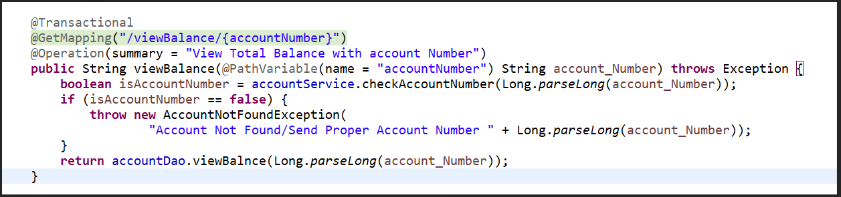 @Transactional
@GetMapping("/viewBalance/{accountNumber}")
@Operation(summary = "View Total Balance with account Number")
public String viewBalance(@PathVariable(name = "accountNumber") String account_Number) throws Exception {
    boolean isAccountNumber = accountService.checkAccountNumber(Long.parseLong(account_Number));
    if (isAccountNumber == false) {
        throw new AccountNotFoundException(
                "Account Not Found/Send Proper Account Number " + Long.parseLong(account_Number));
    }
    return accountDao.viewBalnce(Long.parseLong(account_Number));
}